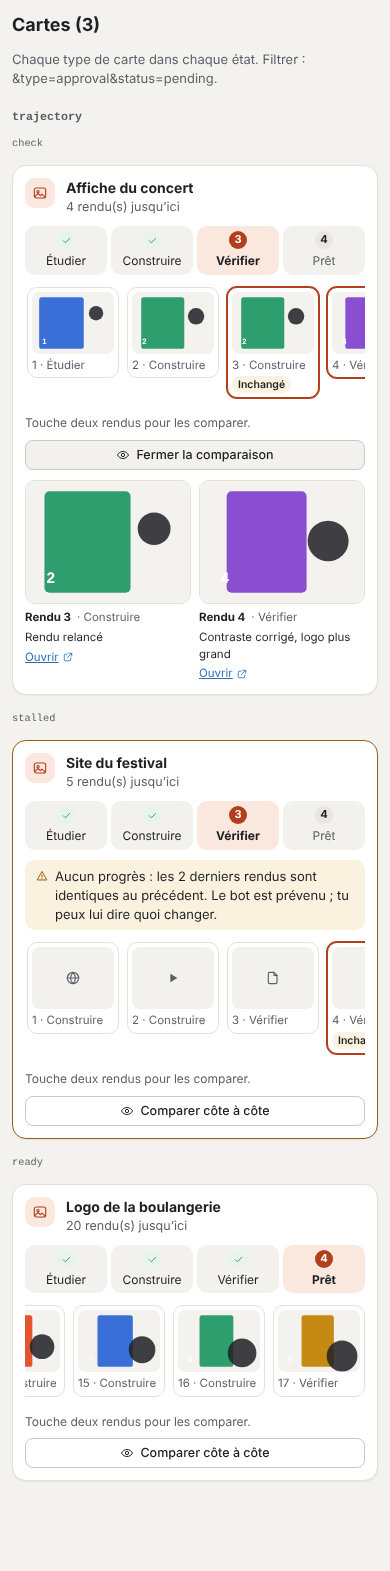 Cartes (3)
Chaque type de carte dans chaque état. Filtrer :
&type=approval&status=pending.
trajectory
check
Affiche du concert
4 rendu(s) jusqu’ici
3
4
Étudier
Construire
Vérifier
Prêt
1
2
2
1 · Étudier
2 · Construire
3 · Construire
4 · Vér
Inchangé
Touche deux rendus pour les comparer.
Fermer la comparaison
2
4
Rendu 3 · Construire
Rendu relancé
Ouvrir
Rendu 4 · Vérifier
Contraste corrigé, logo plus
grand
Ouvrir
stalled
Site du festival
5 rendu(s) jusqu’ici
3
4
Étudier
Construire
Vérifier
Prêt
Aucun progrès : les 2 derniers rendus sont
identiques au précédent. Le bot est prévenu ; tu
peux lui dire quoi changer.
1 · Construire
2 · Construire
3 · Vérifier
4 · Vér
Incha
Touche deux rendus pour les comparer.
Comparer côte à côte
ready
Logo de la boulangerie
20 rendu(s) jusqu’ici
4
Étudier
Construire
Vérifier
Prêt
struire
15 · Construire
16 · Construire
17 · Vérifier
Touche deux rendus pour les comparer.
Comparer côte à côte